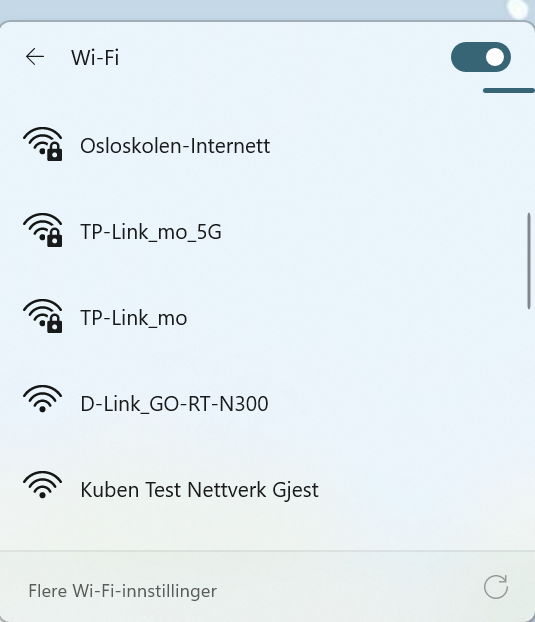 Wi-Fi
Osloskolen-Internett
TP-Link_mo_5G
TP-Link_mo
D-Link_GO-RT-N300
Kuben Test Nettverk Gjest
Flere Wi-Fi-innstillinger